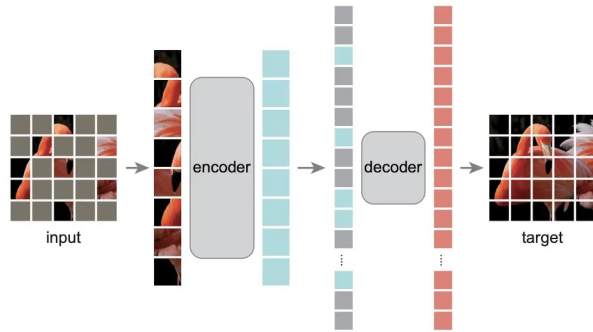 encoder
decoder
input
target